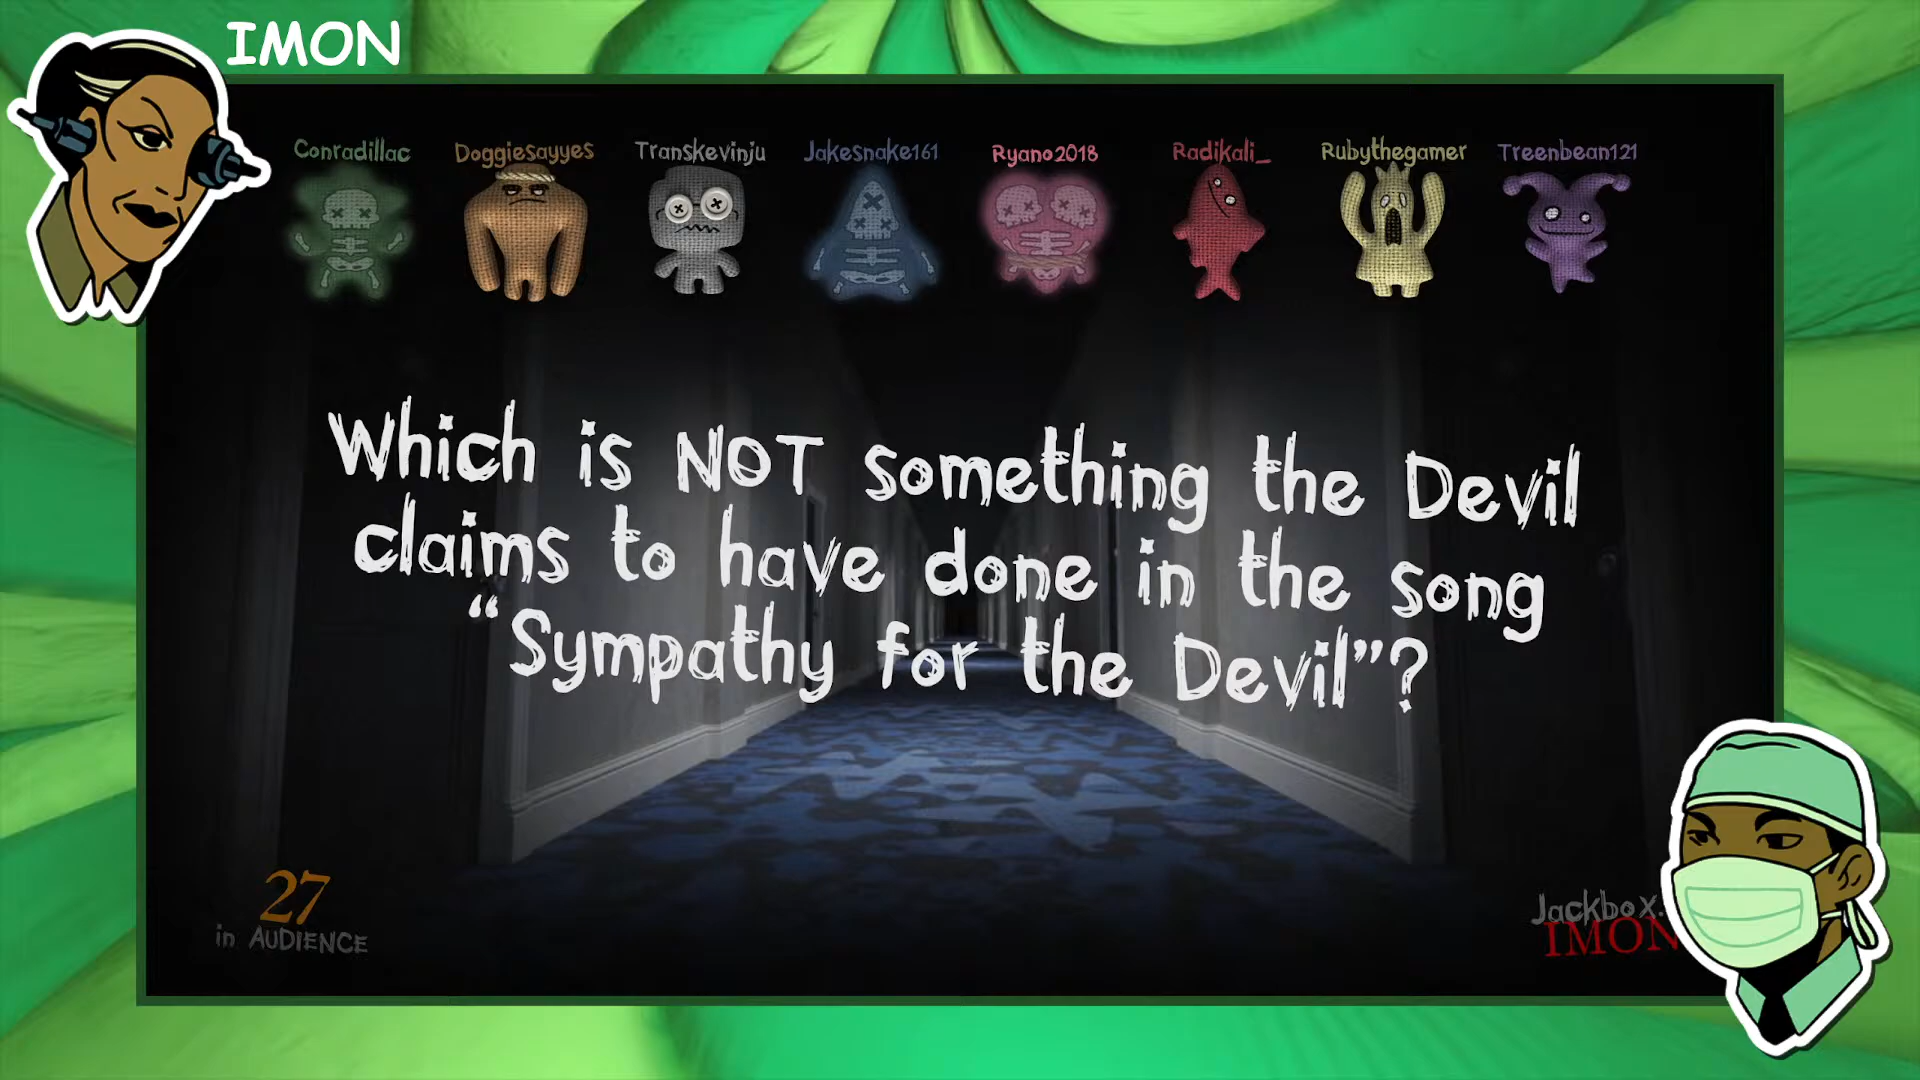 IMON
Conradillac Doggiesayyes Transkevinju Jakesnake161 Ryano2018 Radikali_ Rubythegamer Treenbean121
Which is NOT something the Devil
claims to have done in the song
“Sympathy for the Devil”?
27
in AUDIENCE
Jackbox.
IMON